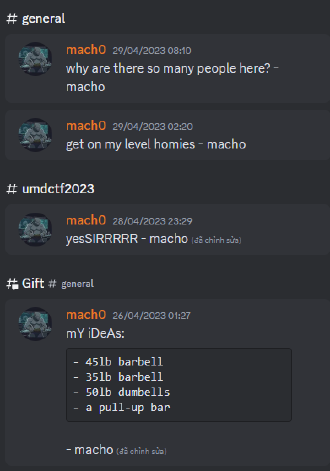 # general
mach0 29/04/2023 08:10
why are there so many people here? -
macho
mach0 29/04/2023 02:20
get on my level homies - macho
# umdctf2023
mach0 28/04/2023 23:29
yesSIRRRRR - macho (đã chỉnh sửa)
# Gift # general
mach0 26/04/2023 01:27
mY iDeAs:
- 45lb barbell
- 35lb barbell
- 50lb dumbells
- a pull-up bar
- macho (đã chỉnh sửa)